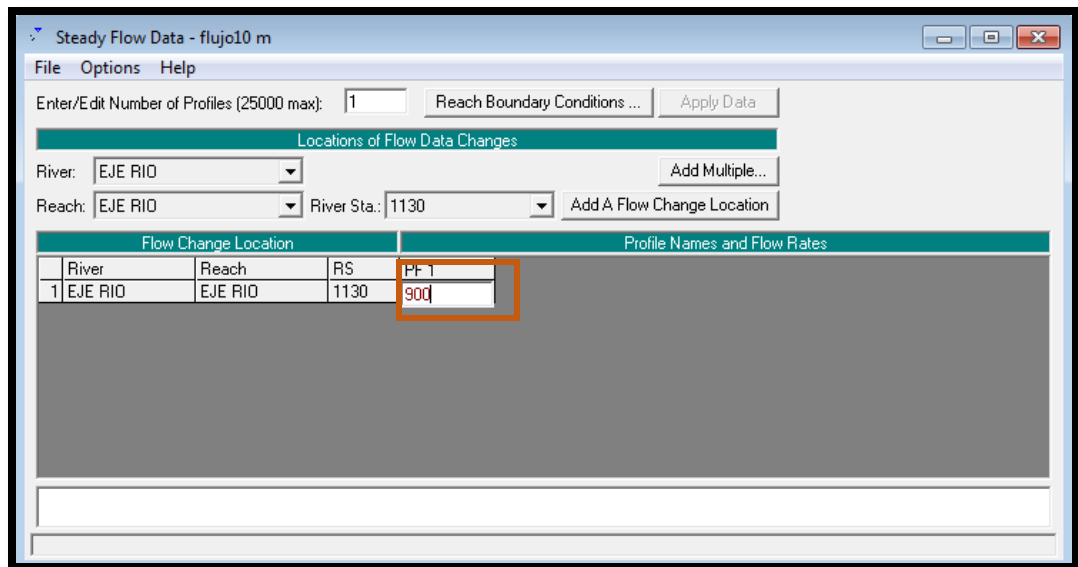 Steady Flow Data - flujo10 m
File Options Help
Enter/Edit Number of Profiles (25000 max): 1 Reach Boundary Conditions ... Apply Data
Locations of Flow Data Changes
River: EJE RIO Add Multiple...
Reach: EJE RIO River Sta.: 1130 Add A Flow Change Location
Flow Change Location Profile Names and Flow Rates
River Reach RS PF 1
1 EJE RIO EJE RIO 1130 900